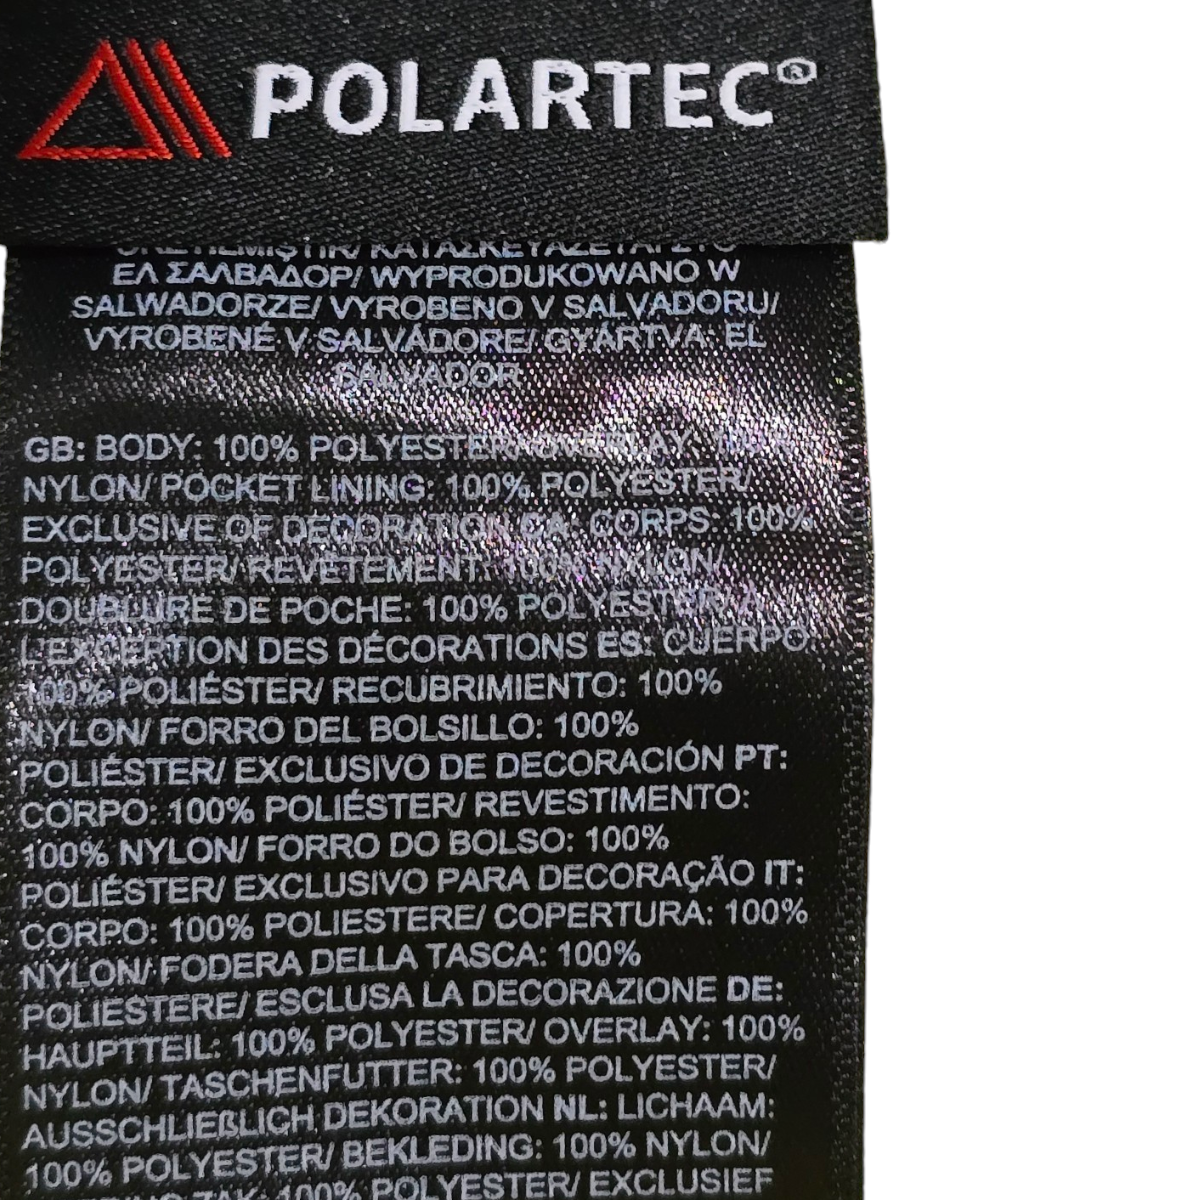 POLARTEC®
ΕΛ ΣΑΛΒΑΔΟΡ/ WYPRODUKOWANO W
SALWADORZE/ VYROBENO V SALVADORU/
VYROBENÉ V SALVÁDORE/ GYÁRTVA: EL
SALVADOR
GB: BODY: 100% POLYESTER/ OVERLAY: 100%
NYLON/ POCKET LINING: 100% POLYESTER/
EXCLUSIVE OF DECORATION CA: CORPS: 100%
POLYESTER/ REVÊTEMENT: 100% NYLON/
DOUBLURE DE POCHE: 100% POLYESTER/ À
L'EXCEPTION DES DÉCORATIONS ES: CUERPO:
100% POLIÉSTER/ RECUBRIMIENTO: 100%
NYLON/ FORRO DEL BOLSILLO: 100%
POLIÉSTER/ EXCLUSIVO DE DECORACIÓN PT:
CORPO: 100% POLIÉSTER/ REVESTIMENTO:
100% NYLON/ FORRO DO BOLSO: 100%
POLIÉSTER/ EXCLUSIVO PARA DECORAÇÃO IT:
CORPO: 100% POLIESTERE/ COPERTURA: 100%
NYLON/ FODERA DELLA TASCA: 100%
POLIESTERE/ ESCLUSA LA DECORAZIONE DE:
HAUPTTEIL: 100% POLYESTER/ OVERLAY: 100%
NYLON/ TASCHENFUTTER: 100% POLYESTER/
AUSSCHLIEßLICH DEKORATION NL: LICHAAM:
100% POLYESTER/ BEKLEDING: 100% NYLON/
ZAK: 100% POLYESTER/ EXCLUSIEF